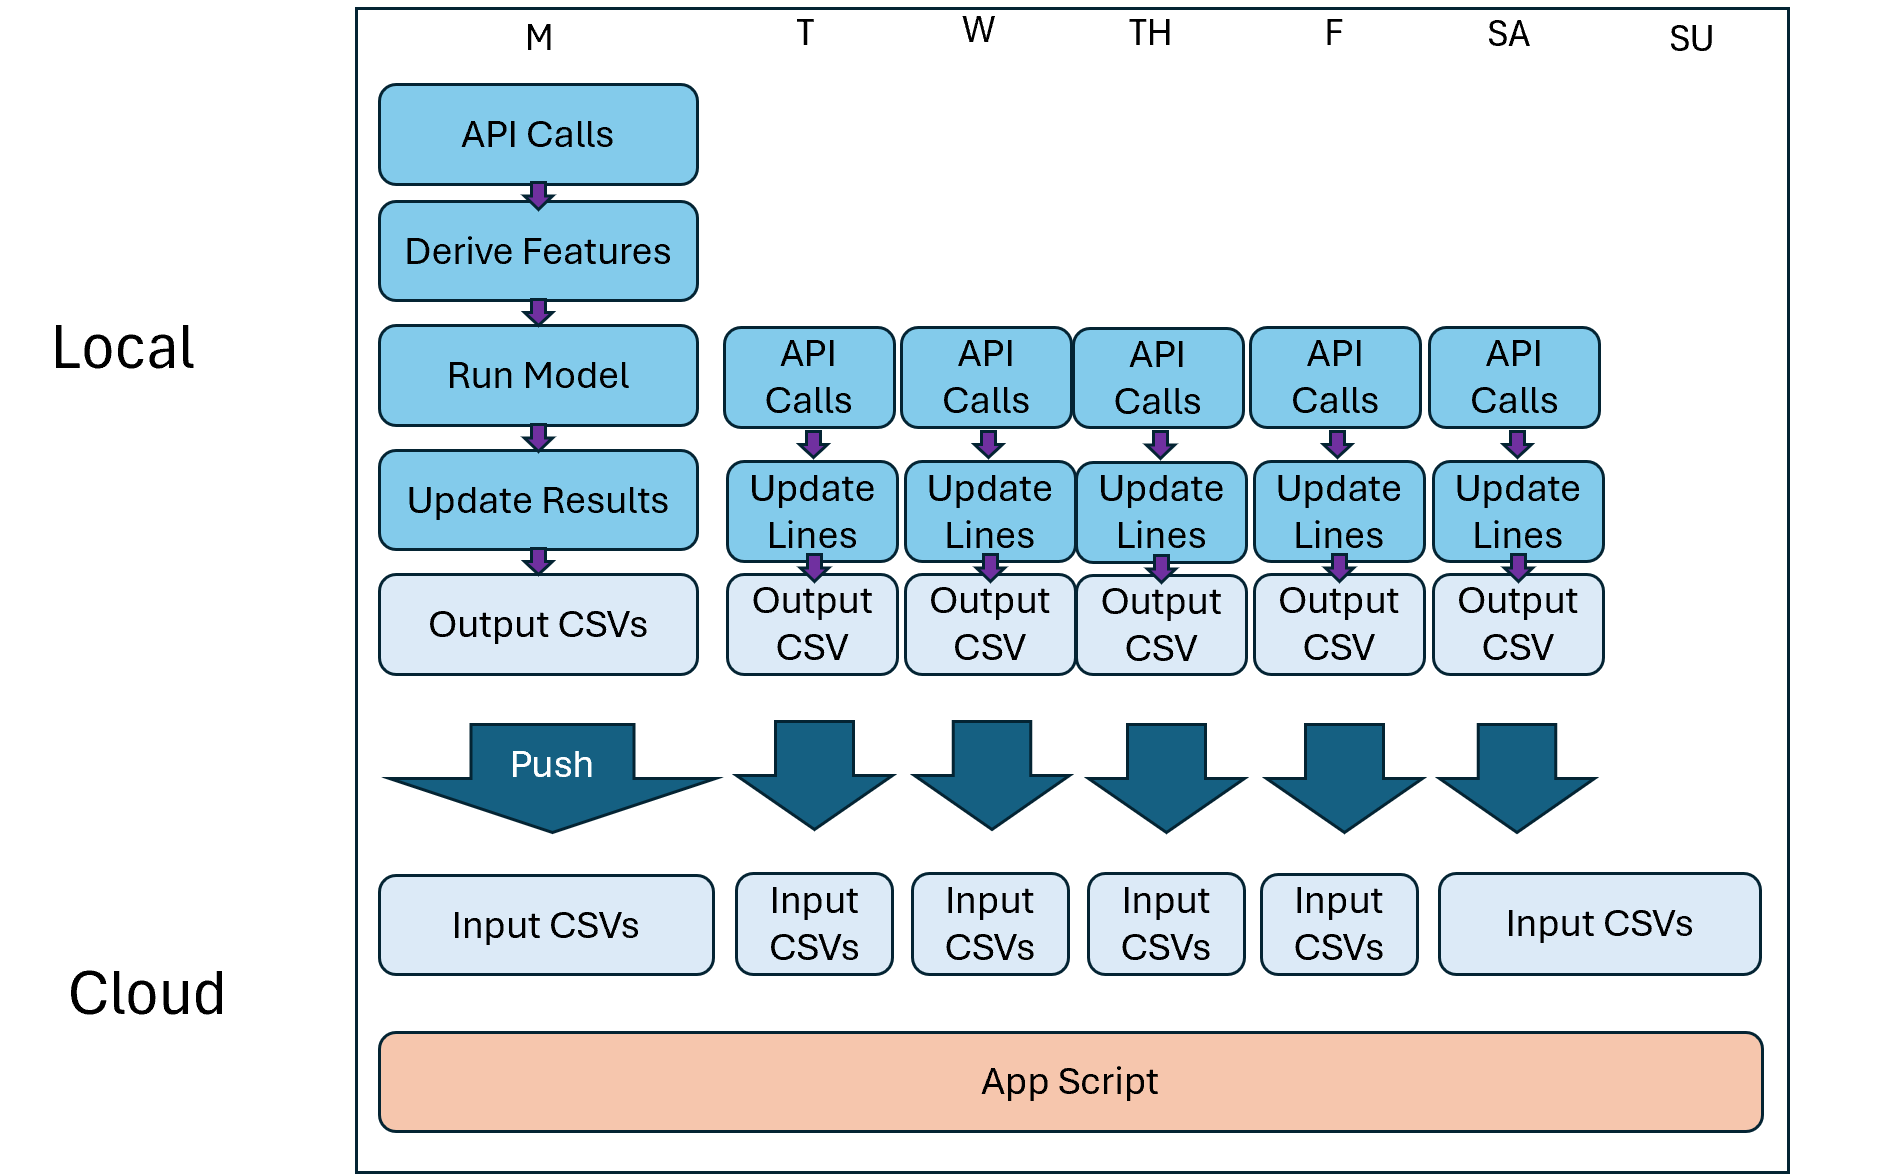 M T W TH F SA SU
API Calls
Derive Features
Local
Run Model
API
Calls
API
Calls
API
Calls
API
Calls
API
Calls
Update Results
Update
Lines
Update
Lines
Update
Lines
Update
Lines
Update
Lines
Output CSVs
Output
CSV
Output
CSV
Output
CSV
Output
CSV
Output
CSV
Push
Input CSVs
Input
CSVs
Input
CSVs
Input
CSVs
Input
CSVs
Input CSVs
Cloud
App Script